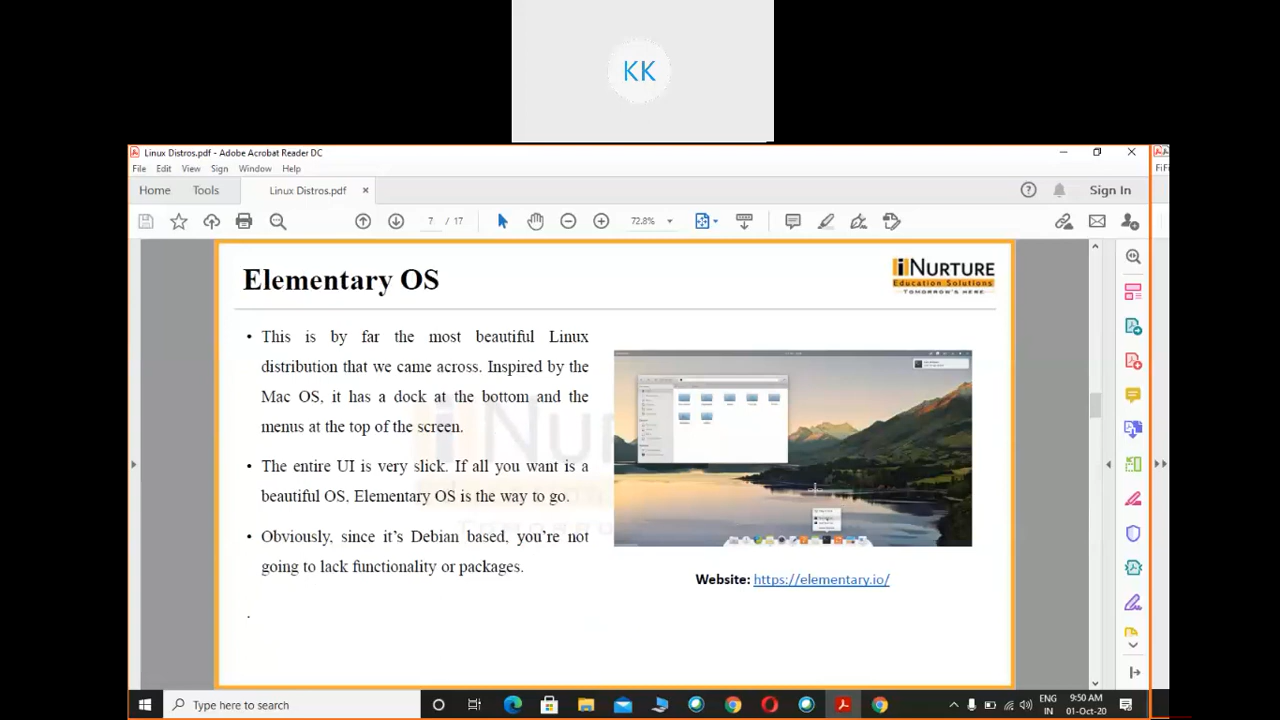 KK
Linux Distros.pdf - Adobe Acrobat Reader DC
File Edit View Sign Window Help
Home Tools Linux Distros.pdf Sign In
7 / 17 72.8%
Elementary OS
iNURTURE
Education Solutions
TOMORROW'S HERE
• This is by far the most beautiful Linux
distribution that we came across. Inspired by the
Mac OS, it has a dock at the bottom and the
menus at the top of the screen.
• The entire UI is very slick. If all you want is a
beautiful OS, Elementary OS is the way to go.
• Obviously, since it's Debian based, you're not
going to lack functionality or packages.
.
Website: https://elementary.io/
Type here to search
ENG
IN
9:50 AM
01-Oct-20